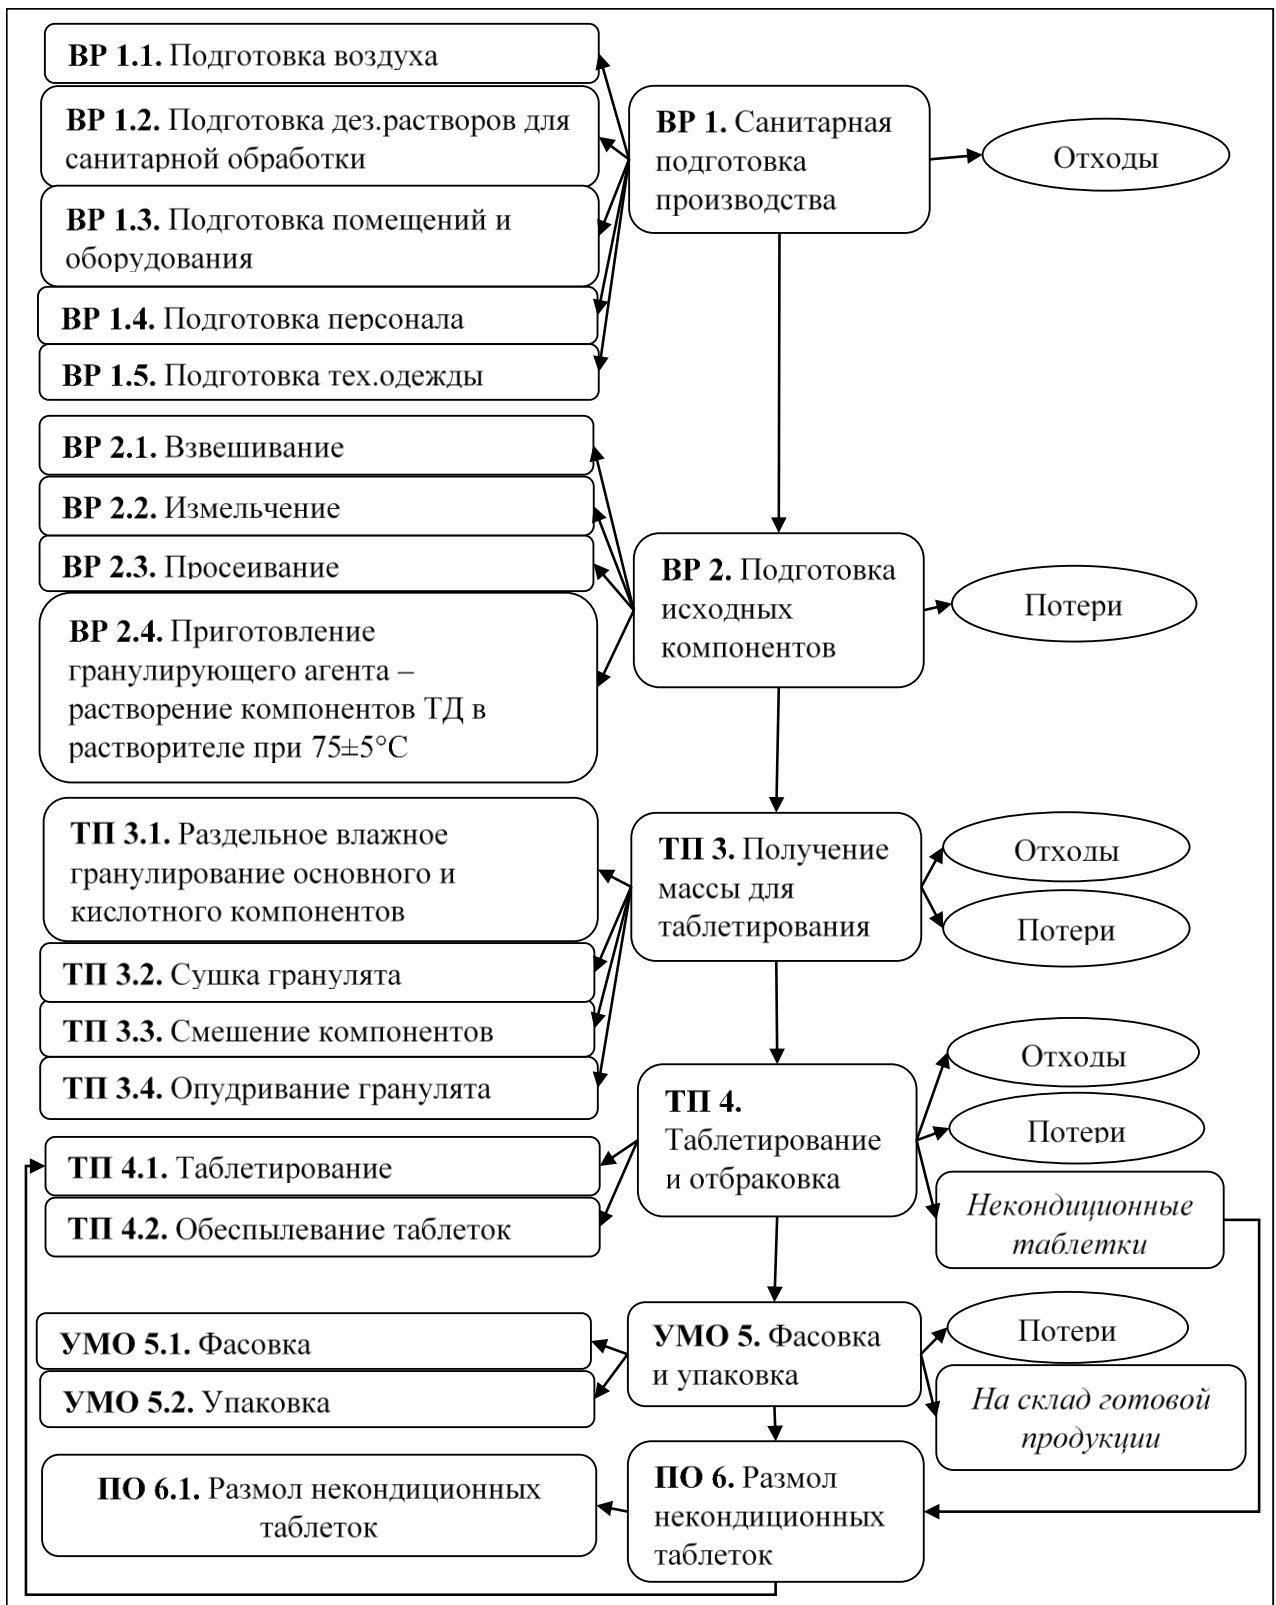 ВР 1.1. Подготовка воздуха
ВР 1.2. Подготовка дез.растворов для
санитарной обработки
ВР 1.3. Подготовка помещений и
оборудования
ВР 1.4. Подготовка персонала
ВР 1.5. Подготовка тех.одежды
ВР 1. Санитарная
подготовка
производства
Отходы
ВР 2.1. Взвешивание
ВР 2.2. Измельчение
ВР 2.3. Просеивание
ВР 2.4. Приготовление
гранулирующего агента –
растворение компонентов ТД в
растворителе при 75±5°С
ВР 2. Подготовка
исходных
компонентов
Потери
ТП 3.1. Раздельное влажное
гранулирование основного и
кислотного компонентов
ТП 3.2. Сушка гранулята
ТП 3.3. Смешение компонентов
ТП 3.4. Опудривание гранулята
ТП 3. Получение
массы для
таблетирования
Отходы
Потери
ТП 4.1. Таблетирование
ТП 4.2. Обеспылевание таблеток
ТП 4.
Таблетирование
и отбраковка
Отходы
Потери
Некондиционные
таблетки
УМО 5.1. Фасовка
УМО 5.2. Упаковка
УМО 5. Фасовка
и упаковка
Потери
На склад готовой
продукции
ПО 6.1. Размол некондиционных
таблеток
ПО 6. Размол
некондиционных
таблеток